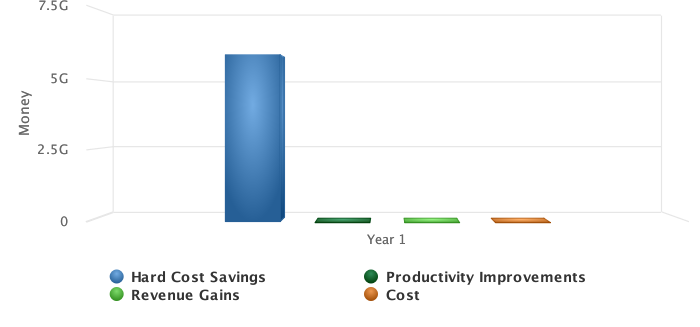 7.5G
5G
2.5G
0
Money
Year 1
Hard Cost Savings
Productivity Improvements
Revenue Gains
Cost